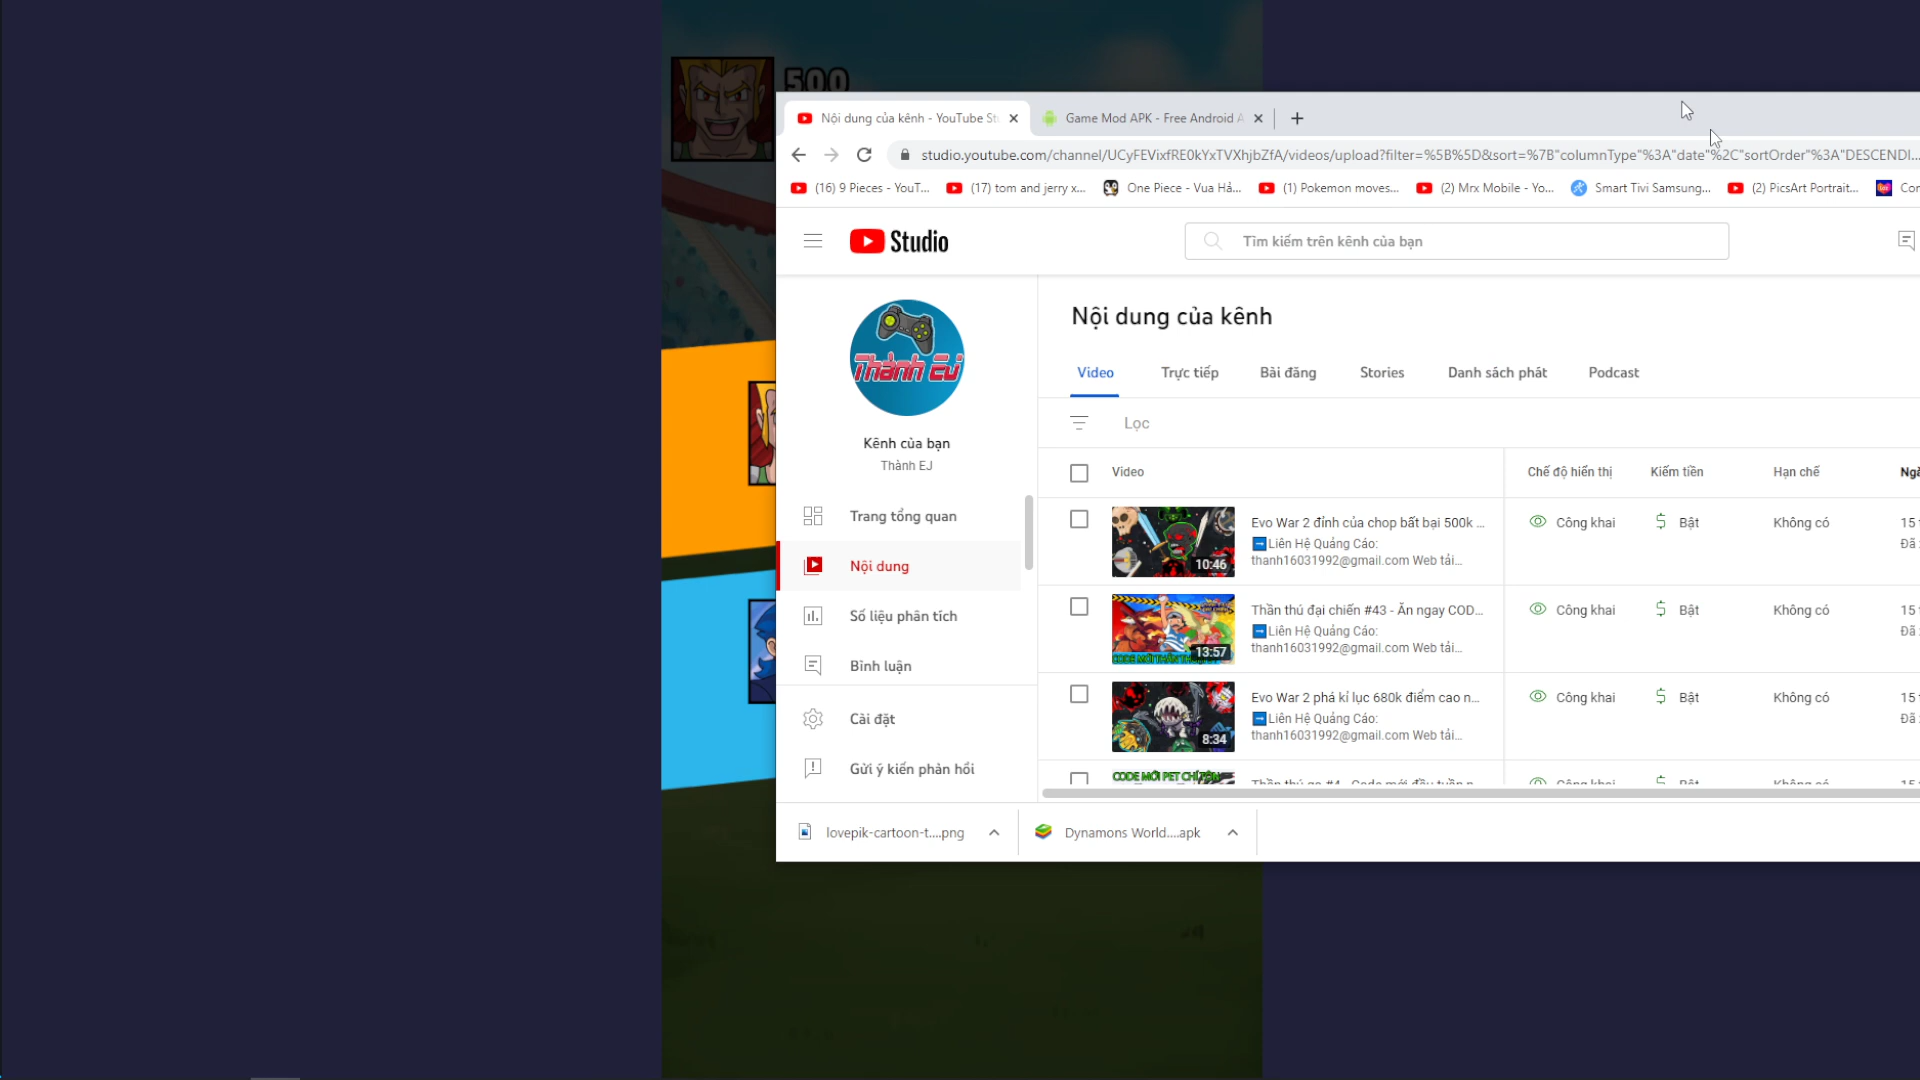 500
Nội dung của kênh - YouTube St
Game Mod APK - Free Android A
studio.youtube.com/channel/UCyFEVixfRE0kYxTVXhjbZfA/videos/upload?filter=%5B%5D&sort=%7B"columnType"%3A"date"%2C"sortOrder"%3A"DESCENDI...
(16) 9 Pieces - YouT...
(17) tom and jerry x...
One Piece - Vua Hả...
(1) Pokemon moves...
(2) Mrx Mobile - Yo...
Smart Tivi Samsung...
(2) PicsArt Portrait...
Studio
Tìm kiếm trên kênh của bạn
Thành EJ
Kênh của bạn
Thành EJ
Trang tổng quan
Nội dung
Số liệu phân tích
Bình luận
Cài đặt
Gửi ý kiến phản hồi
Nội dung của kênh
Video
Trực tiếp
Bài đăng
Stories
Danh sách phát
Podcast
Lọc
Video
Chế độ hiển thị
Kiếm tiền
Hạn chế
10:46
Evo War 2 đỉnh của chop bất bại 500k ...
Liên Hệ Quảng Cáo:
thanh16031992@gmail.com Web tải...
Công khai
Bật
Không có
15
Đã
13:57
Thần thú đại chiến #43 - Ăn ngay COD...
Liên Hệ Quảng Cáo:
thanh16031992@gmail.com Web tải...
Công khai
Bật
Không có
15
Đã
8:34
Evo War 2 phá kỉ lục 680k điểm cao n...
Liên Hệ Quảng Cáo:
thanh16031992@gmail.com Web tải...
Công khai
Bật
Không có
15
Đã
CODE MỚI PET CHÍ TÔN
lovepik-cartoon-t....png
Dynamons World....apk